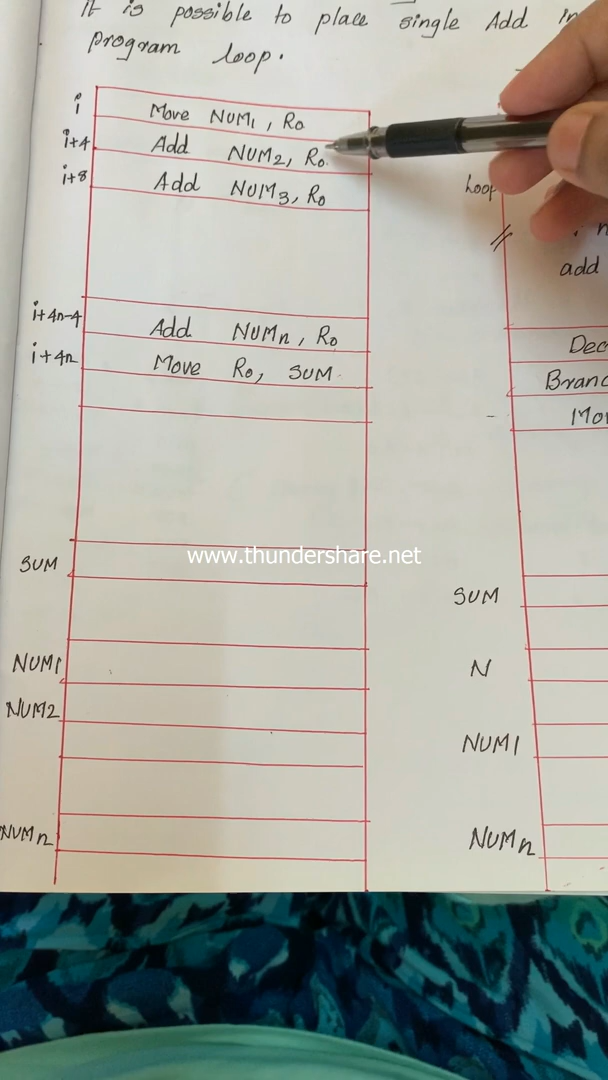 it is possible to place single Add in
program loop.
i Move NUM1, R0
i+4 Add NUM2, R0.
i+8 Add NUM3, R0
i+4n-4 Add NUMn, R0
i+4n Move R0, SUM.
SUM
NUM1
NUM2
NUMn
Loop
add
Dec
Branc
Mov
SUM
N
NUM1
NUMn
www.thundershare.net